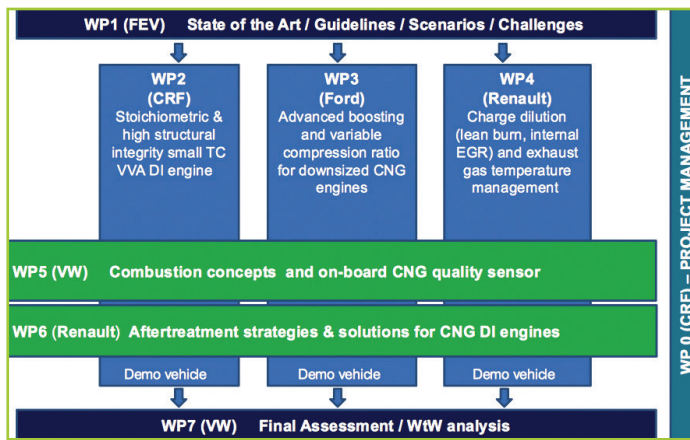 WP1 (FEV) State of the Art / Guidelines / Scenarios / Challenges
WP2
(CRF)
Stoichiometric &
high structural
integrity small TC
VVA DI engine
WP3
(Ford)
Advanced boosting
and variable
compression ratio
for downsized CNG
engines
WP4
(Renault)
Charge dilution
(lean burn, internal
EGR) and exhaust
gas temperature
management
WP5 (VW) Combustion concepts and on-board CNG quality sensor
WP6 (Renault) Aftertreatment strategies & solutions for CNG DI engines
Demo vehicle
Demo vehicle
Demo vehicle
WP7 (VW) Final Assessment / WtW analysis
WP 0 (CRF) – PROJECT MANAGEMENT